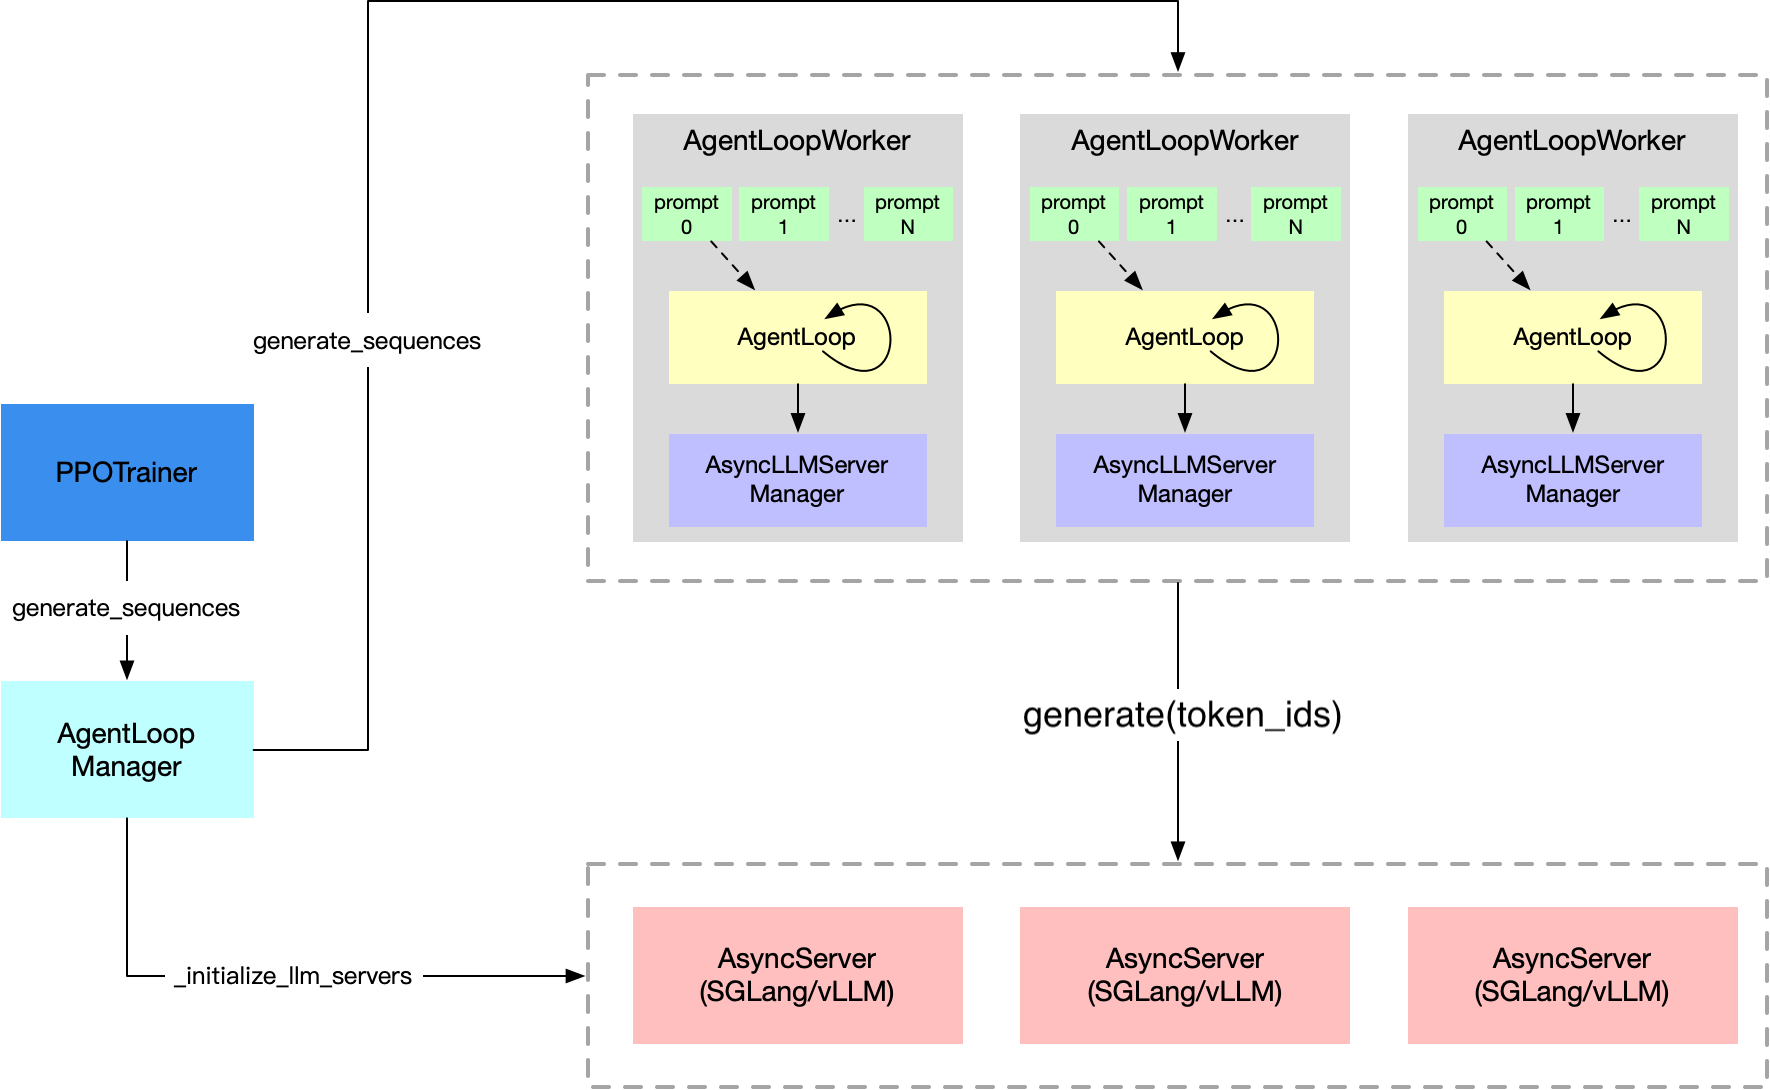 generate_sequences
PPOTrainer
generate_sequences
AgentLoop
Manager
_initialize_llm_servers
AgentLoopWorker
prompt
0
prompt
1
...
prompt
N
AgentLoop
AsyncLLMServer
Manager
AgentLoopWorker
prompt
0
prompt
1
...
prompt
N
AgentLoop
AsyncLLMServer
Manager
AgentLoopWorker
prompt
0
prompt
1
...
prompt
N
AgentLoop
AsyncLLMServer
Manager
generate(token_ids)
AsyncServer
(SGLang/vLLM)
AsyncServer
(SGLang/vLLM)
AsyncServer
(SGLang/vLLM)